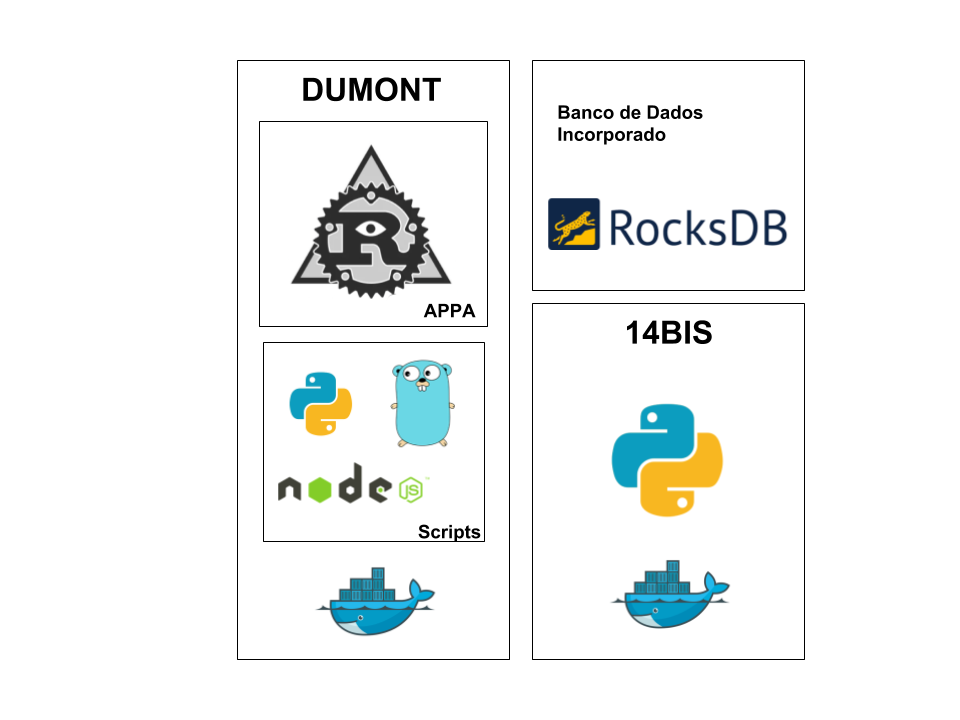 DUMONT
APPA
node
JS
Scripts
Banco de Dados
Incorporado
RocksDB
14BIS